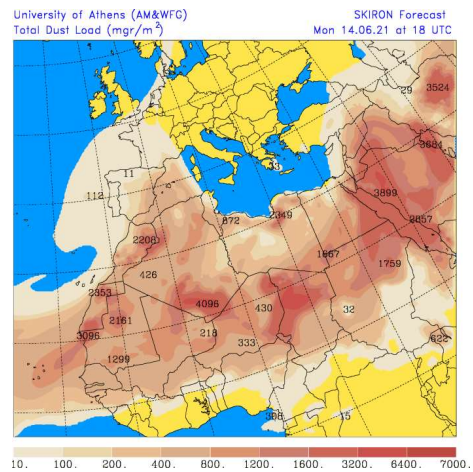 University of Athens (AM&WFG) SKIRON Forecast
Total Dust Load (mgr/m²) Mon 14.06.21 at 18 UTC
29 3524
3684
11 33
112 3899
872 2349 3857
2208
1667 1759
426
2353 4096 430
2161 32
3096 218
333 622
1299
308 15
10. 100. 200. 400. 800. 1200. 1600. 3200. 6400. 7000.